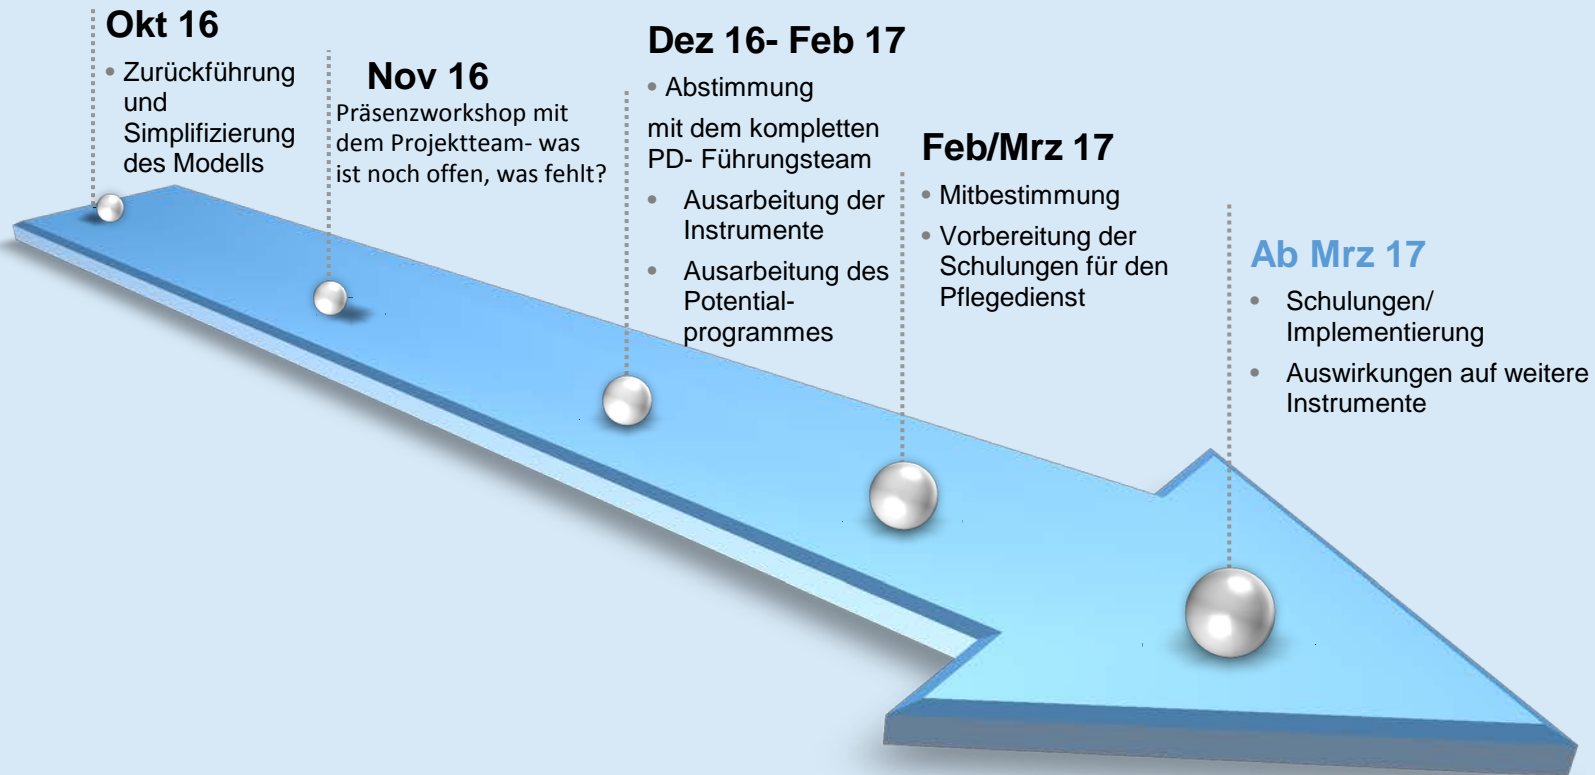 Okt 16
• Zurückführung
und
Simplifizierung
des Modells
Nov 16
Präsenzworkshop mit
dem Projektteam- was
ist noch offen, was fehlt?
Dez 16- Feb 17
• Abstimmung
mit dem kompletten
PD- Führungsteam
• Ausarbeitung der
Instrumente
• Ausarbeitung des
Potential-
programmes
Feb/Mrz 17
• Mitbestimmung
• Vorbereitung der
Schulungen für den
Pflegedienst
Ab Mrz 17
• Schulungen/
Implementierung
• Auswirkungen auf weitere
Instrumente